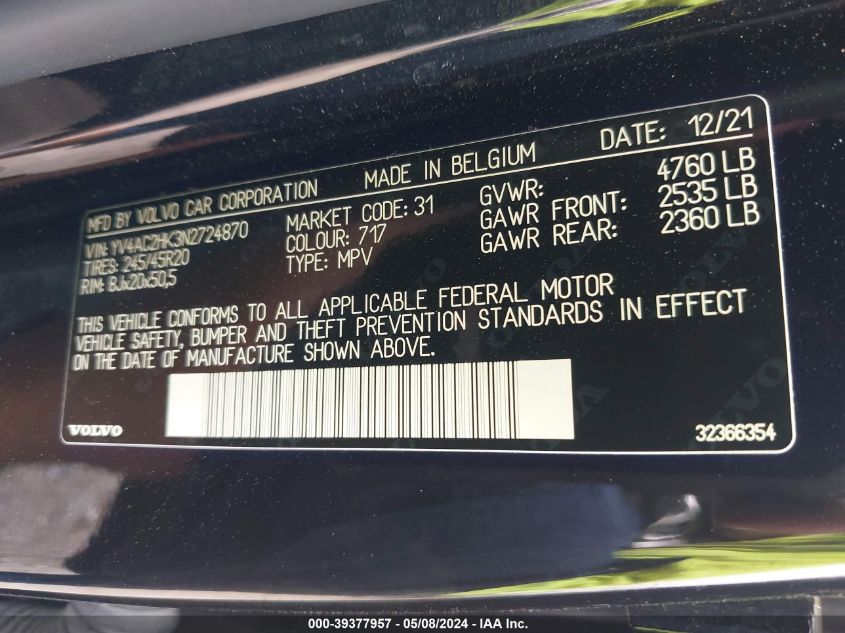 MFD BY VOLVO CAR CORPORATION MADE IN BELGIUM DATE: 12/21
VIN: YV4AC2HK3N2724870 MARKET CODE: 31 GVWR: 4760 LB
TIRES: 245/45R20 COLOUR: 717 GAWR FRONT: 2535 LB
RIM: 8Jx20x50,5 TYPE: MPV GAWR REAR: 2360 LB
THIS VEHICLE CONFORMS TO ALL APPLICABLE FEDERAL MOTOR
VEHICLE SAFETY, BUMPER AND THEFT PREVENTION STANDARDS IN EFFECT
ON THE DATE OF MANUFACTURE SHOWN ABOVE.
VOLVO 32366354
000-39377957 - 05/08/2024 - IAA Inc.